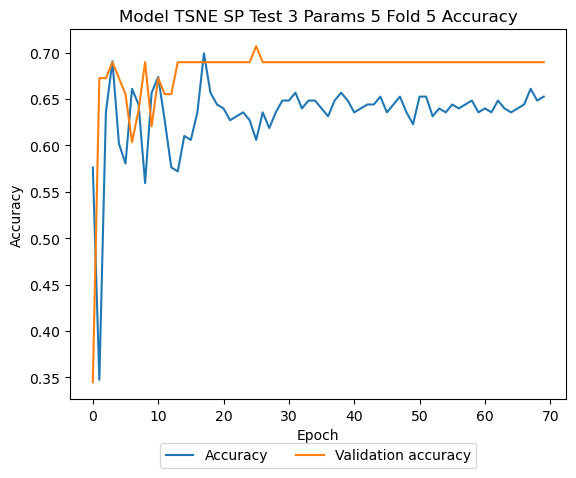 Model TSNE SP Test 3 Params 5 Fold 5 Accuracy
0.70
0.65
0.60
0.55
0.50
0.45
0.40
0.35
Accuracy
0 10 20 30 40 50 60 70
Epoch
Accuracy Validation accuracy